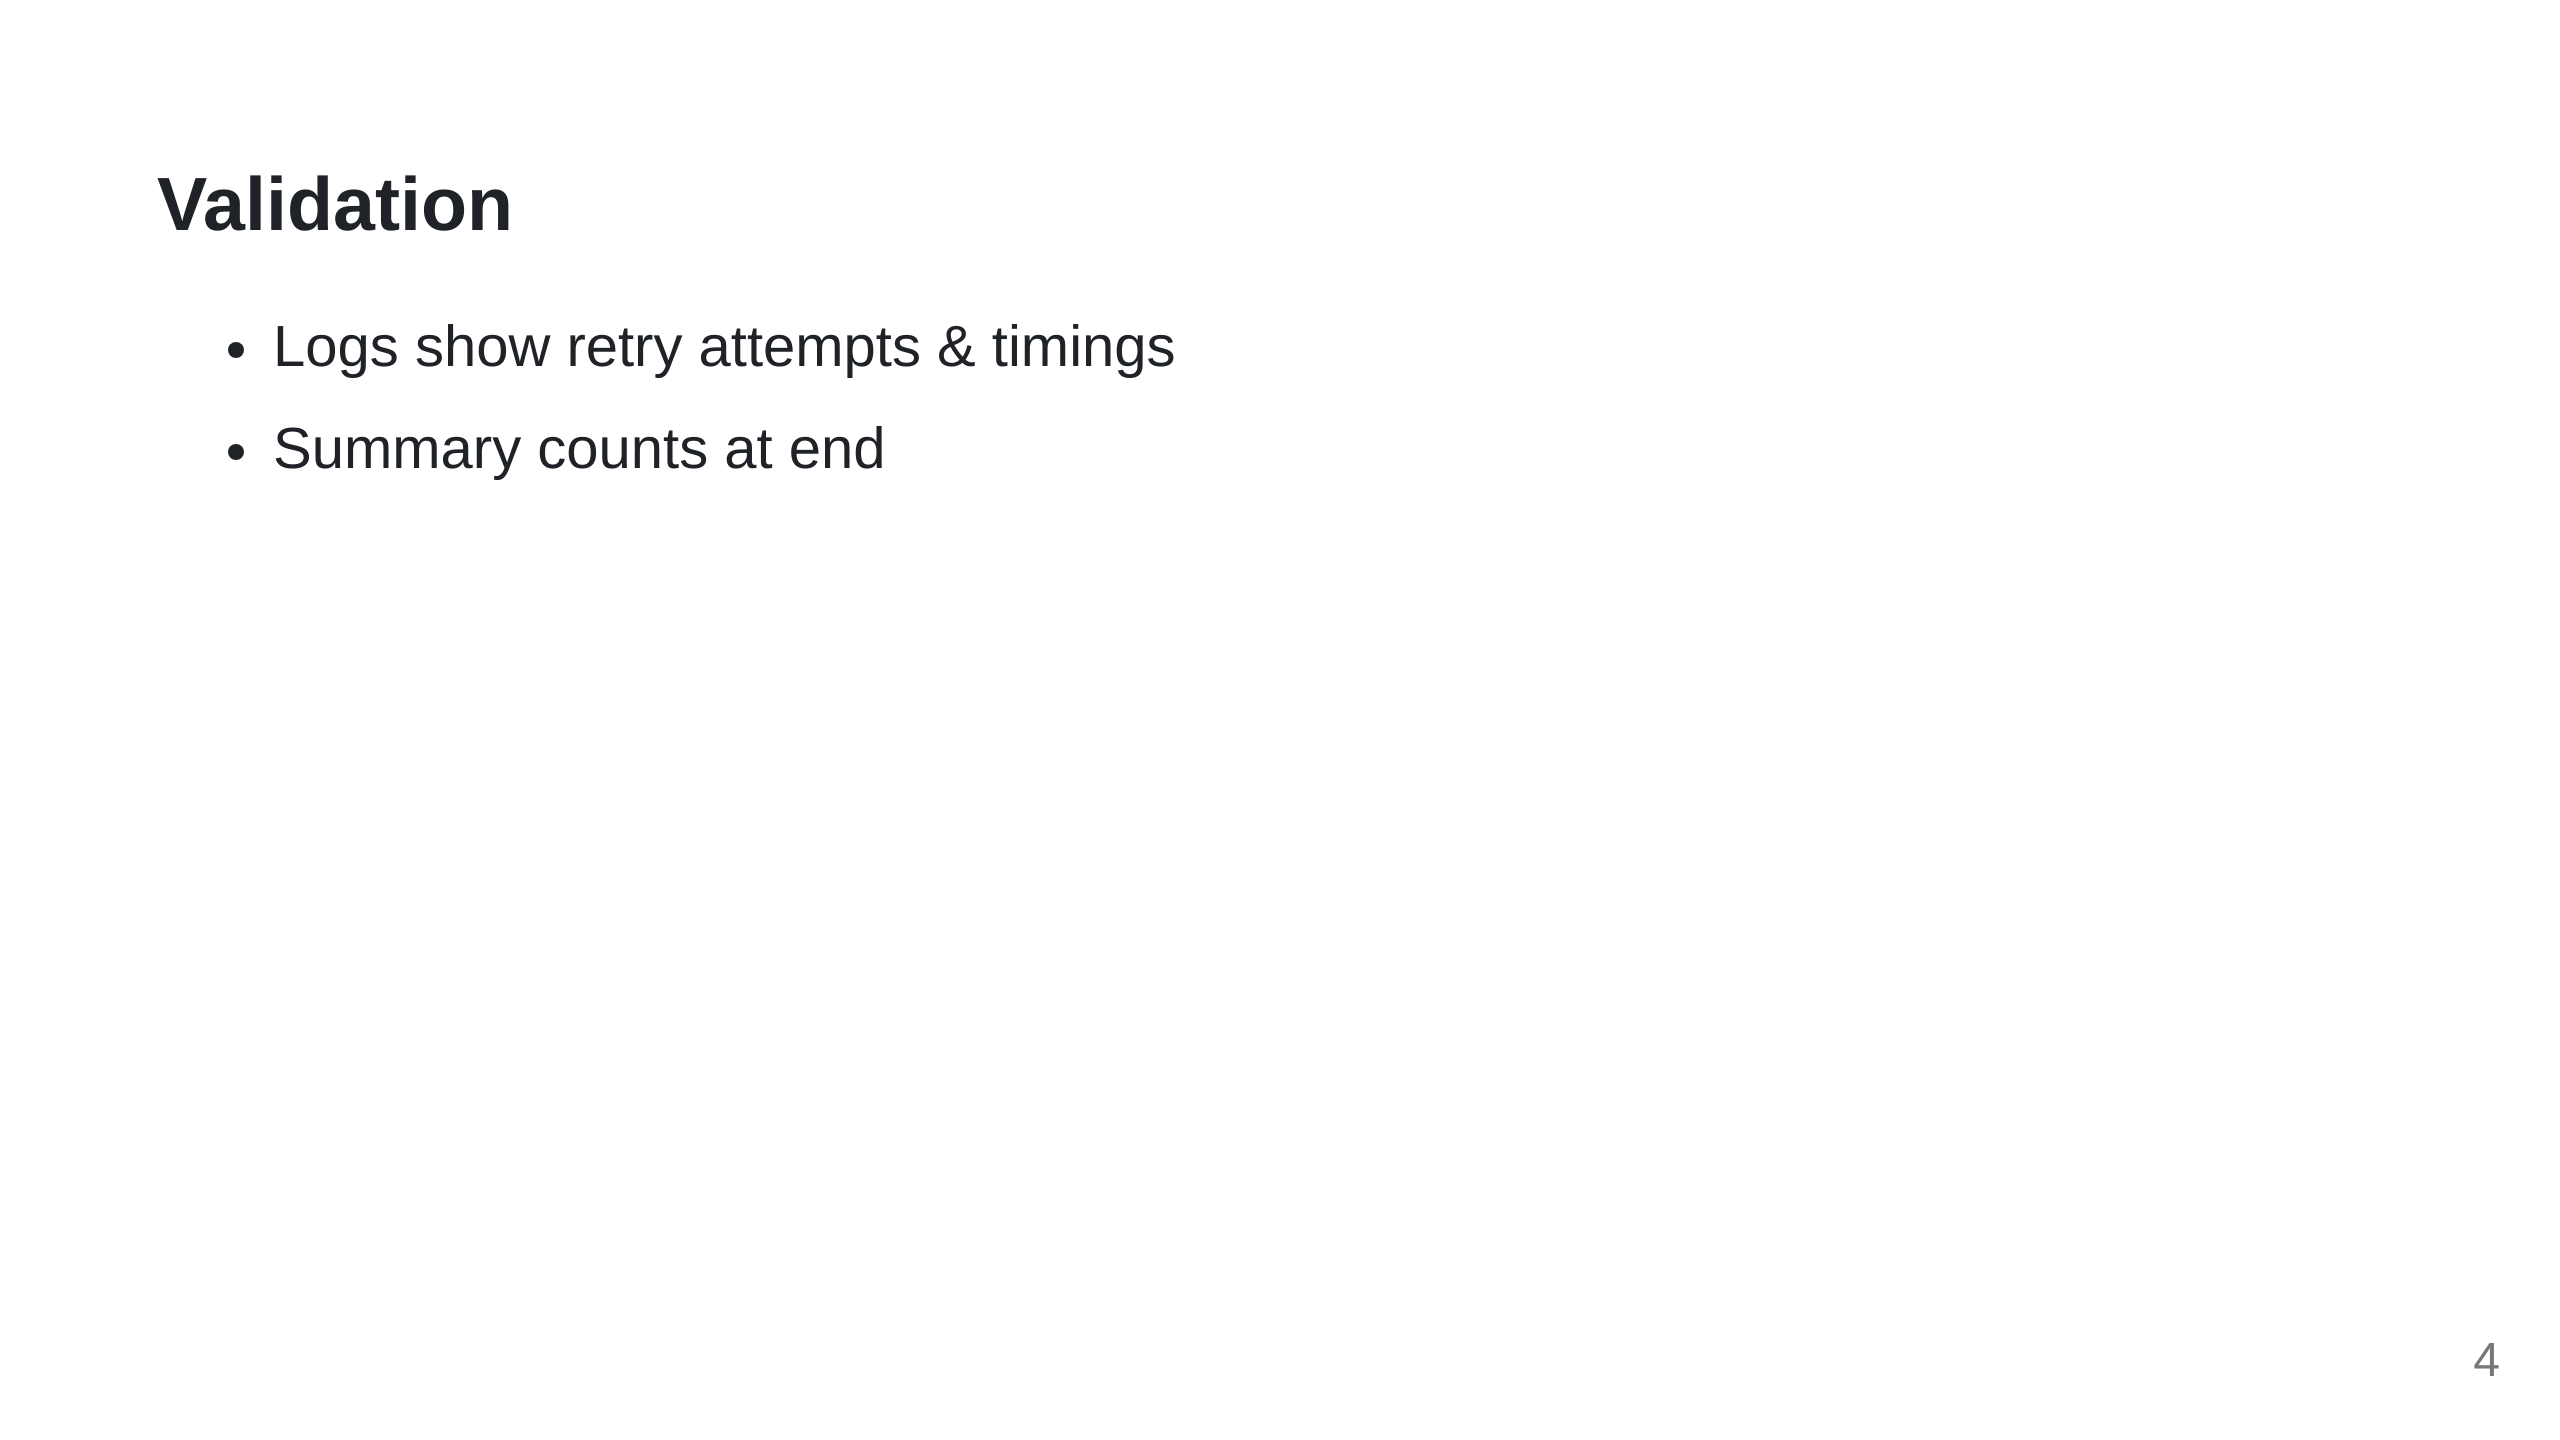 Validation
• Logs show retry attempts & timings
• Summary counts at end
4